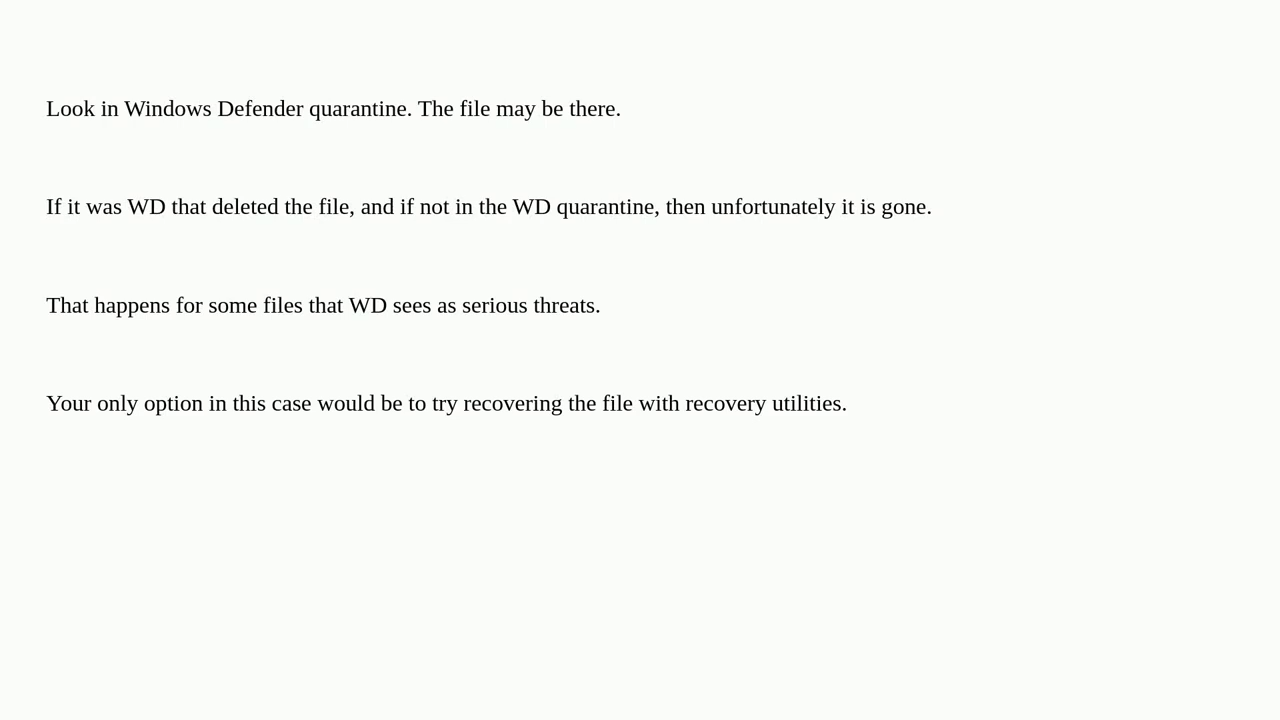 Look in Windows Defender quarantine. The file may be there.
If it was WD that deleted the file, and if not in the WD quarantine, then unfortunately it is gone.
That happens for some files that WD sees as serious threats.
Your only option in this case would be to try recovering the file with recovery utilities.